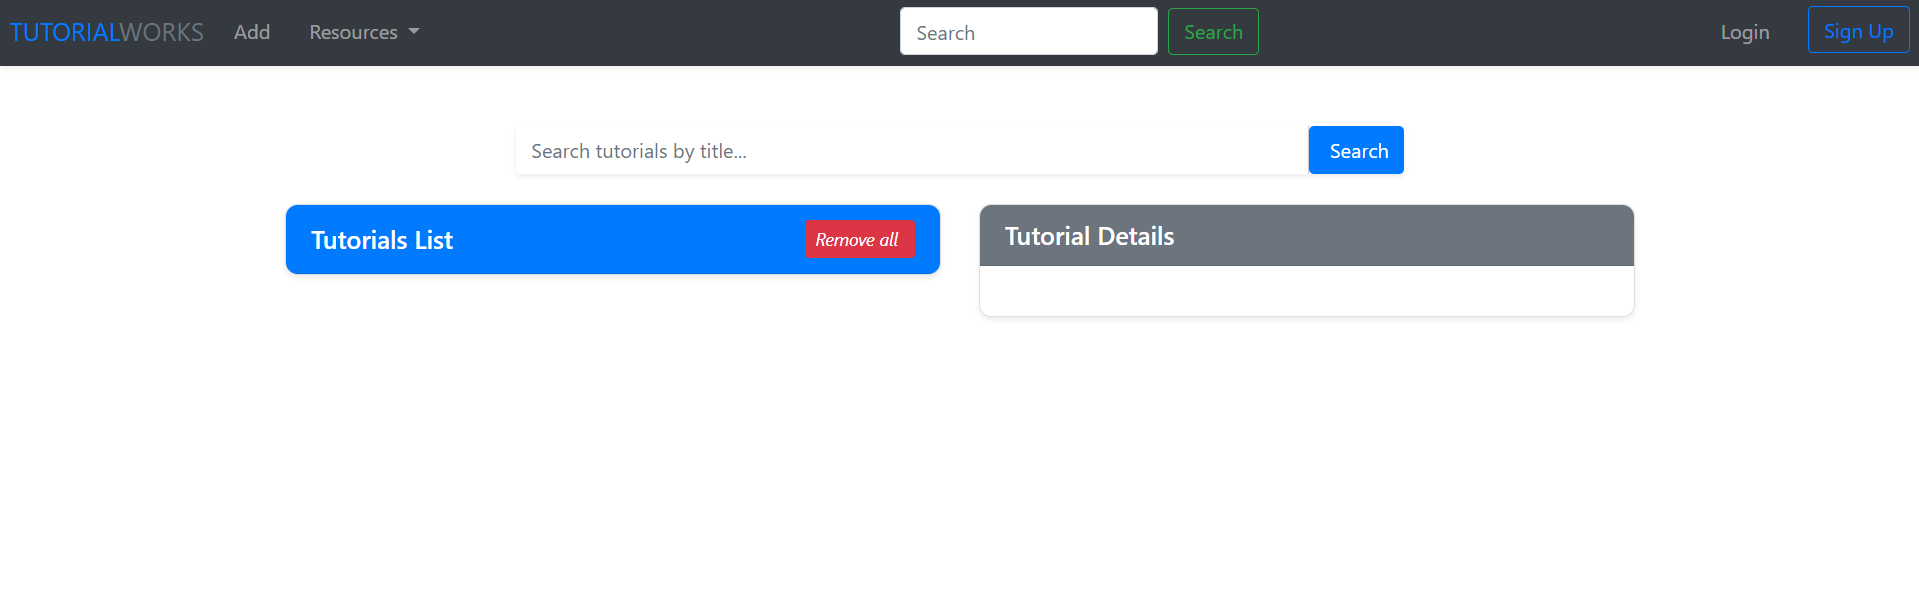 TUTORIALWORKS Add Resources Search Search Login Sign Up
Search tutorials by title... Search
Tutorials List Remove all Tutorial Details